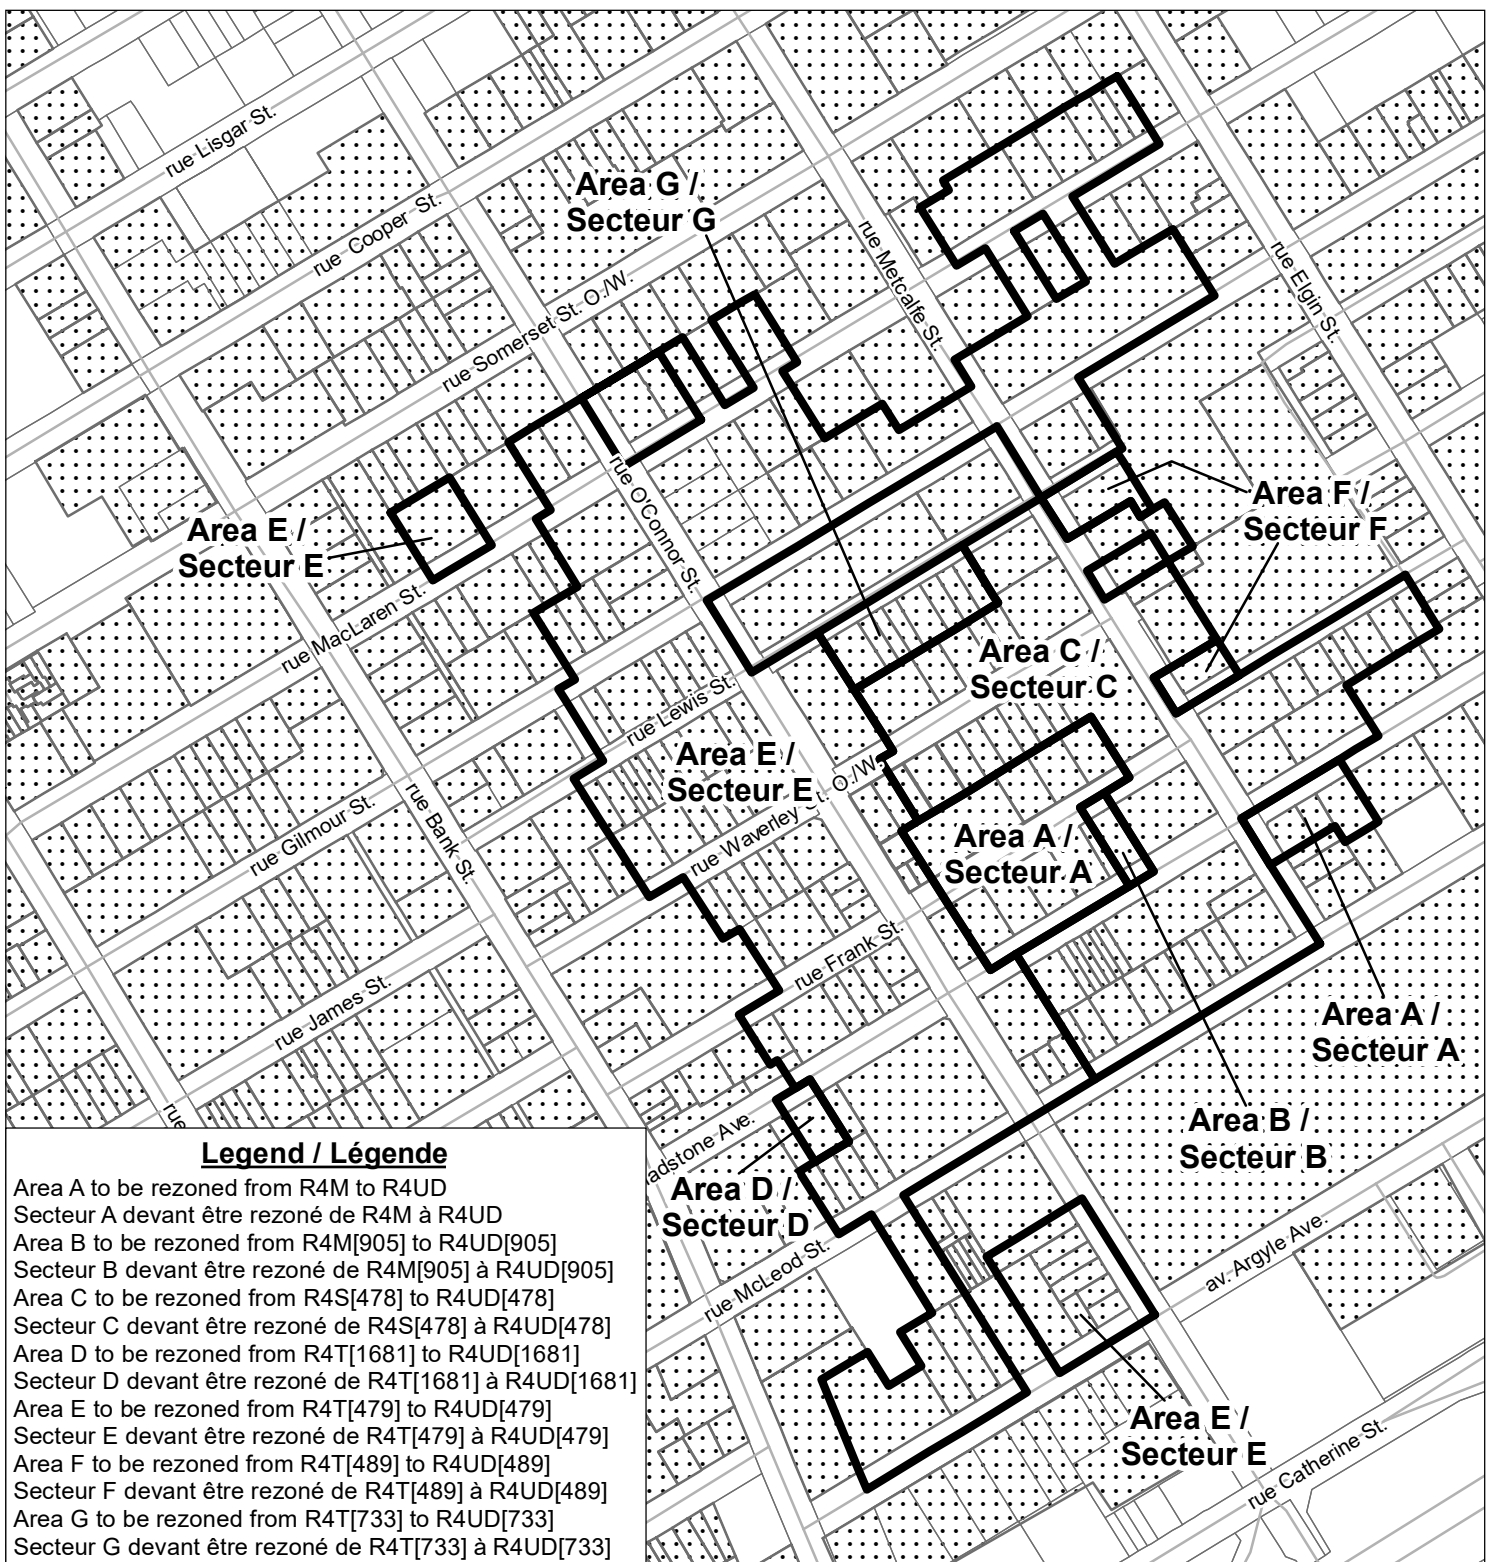 rue Lisgar St.
rue Cooper St.
rue Somerset St. O./W.
Area G /
Secteur G
rue Metcalfe St.
rue Elgin St.
Area E /
Secteur E
rue MacLaren St.
rue O'Connor St.
Area F /
Secteur F
rue Gilmour St.
rue Bank St.
rue Lewis St.
Area C /
Secteur C
Area E /
Secteur E
rue Waverley St. O./W.
Area A /
Secteur A
rue James St.
rue Frank St.
Area A /
Secteur A
Area B /
Secteur B
rue
adstone Ave.
Area D /
Secteur D
rue McLeod St.
av. Argyle Ave.
Area E /
Secteur E
rue Catherine St.
Legend / Légende
Area A to be rezoned from R4M to R4UD
Secteur A devant être rezoné de R4M à R4UD
Area B to be rezoned from R4M[905] to R4UD[905]
Secteur B devant être rezoné de R4M[905] à R4UD[905]
Area C to be rezoned from R4S[478] to R4UD[478]
Secteur C devant être rezoné de R4S[478] à R4UD[478]
Area D to be rezoned from R4T[1681] to R4UD[1681]
Secteur D devant être rezoné de R4T[1681] à R4UD[1681]
Area E to be rezoned from R4T[479] to R4UD[479]
Secteur E devant être rezoné de R4T[479] à R4UD[479]
Area F to be rezoned from R4T[489] to R4UD[489]
Secteur F devant être rezoné de R4T[489] à R4UD[489]
Area G to be rezoned from R4T[733] to R4UD[733]
Secteur G devant être rezoné de R4T[733] à R4UD[733]